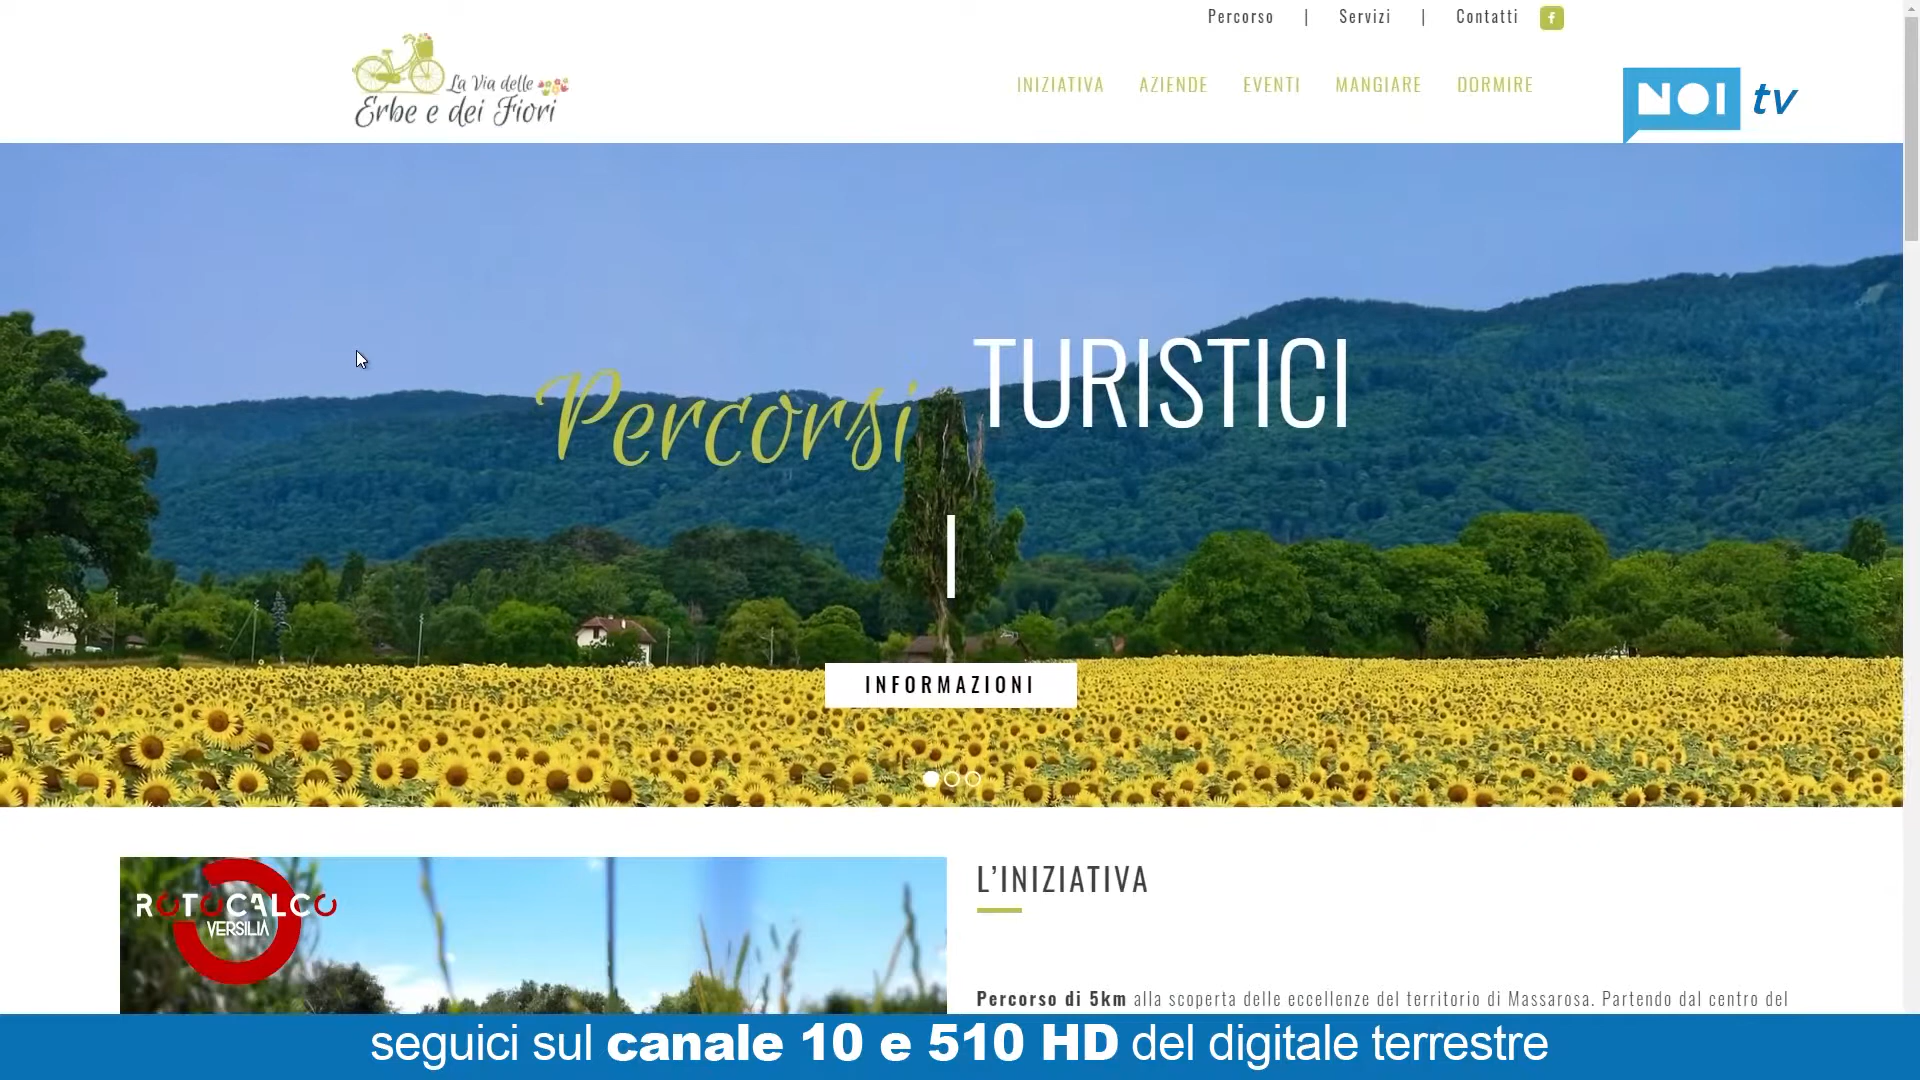 Percorso | Servizi | Contatti f
La Via delle
Erbe e dei Fiori
INIZIATIVA AZIENDE EVENTI MANGIARE DORMIRE
NOI tv
Percorsi TURISTICI
INFORMAZIONI
ROTOCALCO
VERSILIA
L'INIZIATIVA
Percorso di 5km alla scoperta delle eccellenze del territorio di Massarosa. Partendo dal centro del
seguici sul canale 10 e 510 HD del digitale terrestre